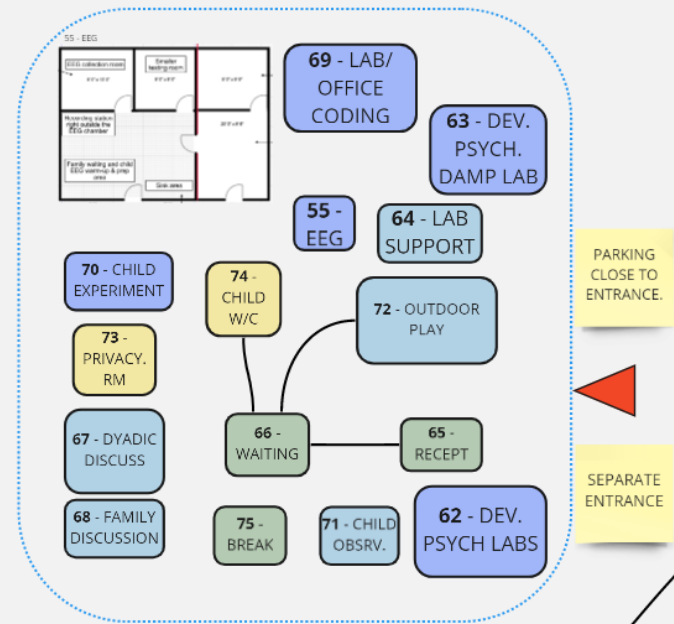 55 - EEG
EEG collection room
Smaller
testing room
right outside the
EEG chamber
Family waiting and child
EEG warm-up & prep
area
Sink area
69 - LAB/
OFFICE
CODING
63 - DEV.
PSYCH.
DAMP LAB
55 -
EEG
64 - LAB
SUPPORT
70 - CHILD
EXPERIMENT
74 -
CHILD
W/C
72 - OUTDOOR
PLAY
73 -
PRIVACY.
RM
67 - DYADIC
DISCUSS
66 -
WAITING
65 -
RECEPT
68 - FAMILY
DISCUSSION
75 -
BREAK
71 - CHILD
OBSRV.
62 - DEV.
PSYCH LABS
PARKING
CLOSE TO
ENTRANCE.
SEPARATE
ENTRANCE